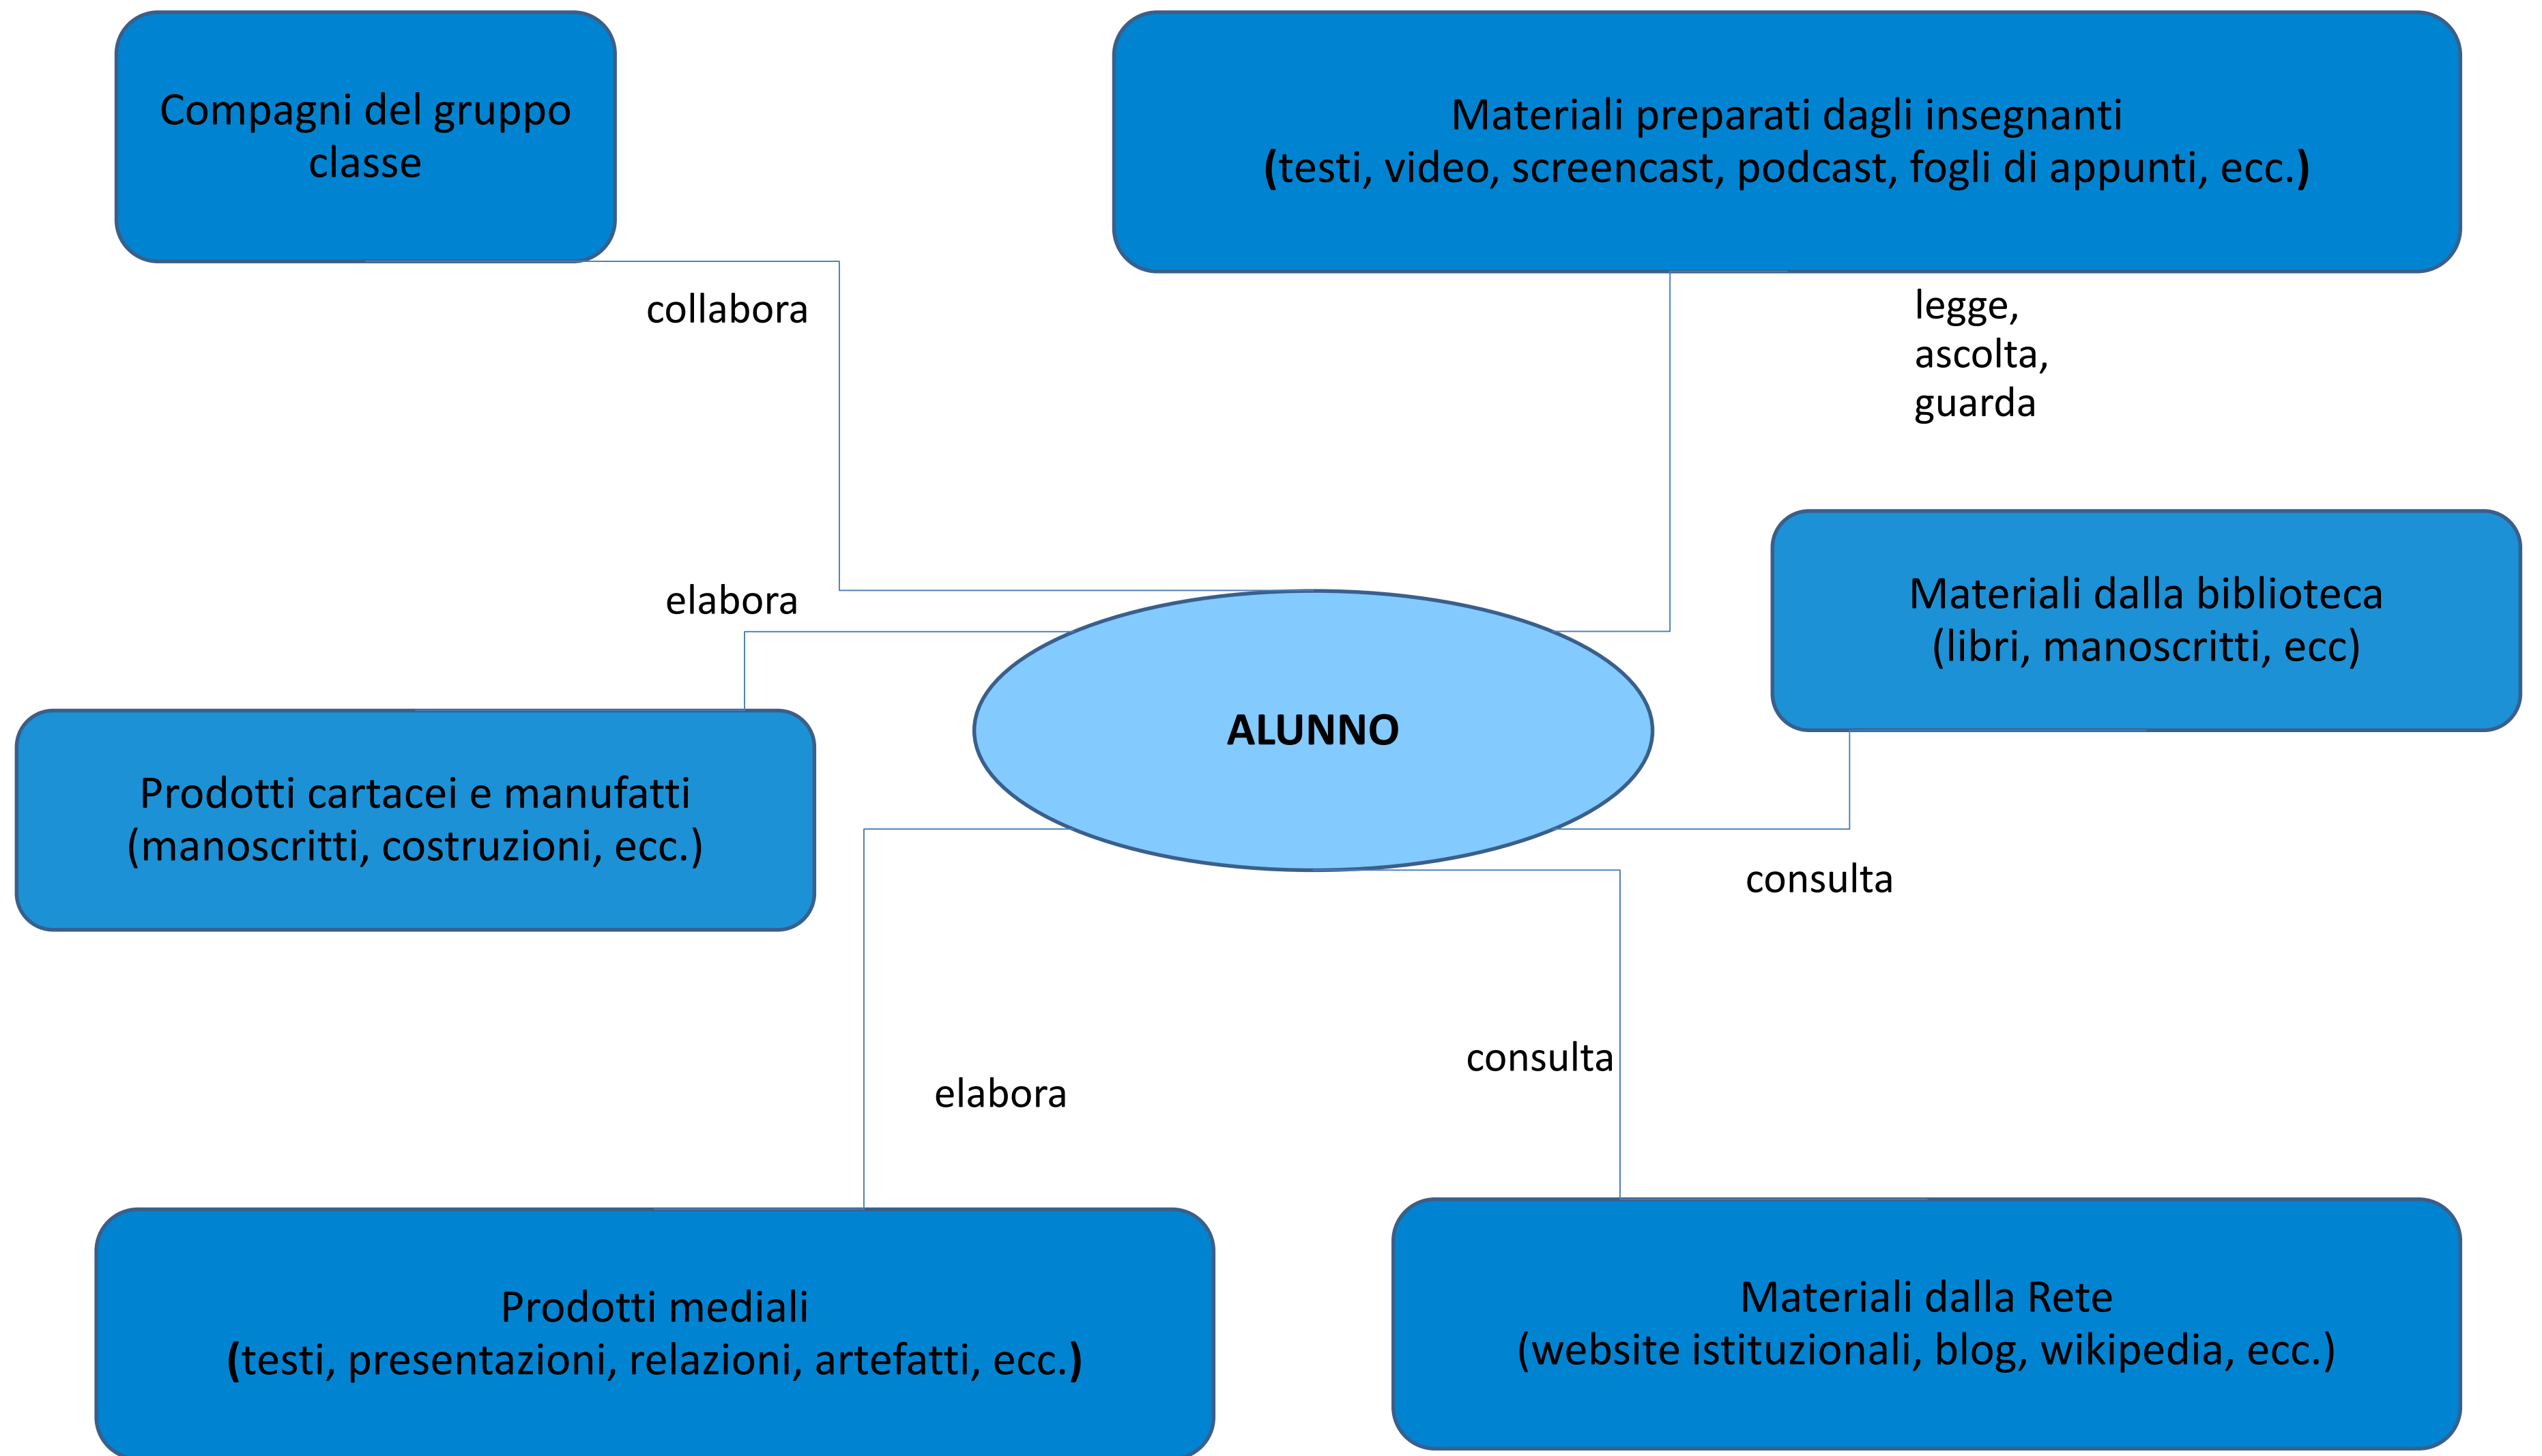 Compagni del gruppo
classe
Materiali preparati dagli insegnanti
(testi, video, screencast, podcast, fogli di appunti, ecc.)
collabora
legge,
ascolta,
guarda
elabora
Materiali dalla biblioteca
(libri, manoscritti, ecc)
ALUNNO
Prodotti cartacei e manufatti
(manoscritti, costruzioni, ecc.)
consulta
consulta
elabora
Prodotti mediali
(testi, presentazioni, relazioni, artefatti, ecc.)
Materiali dalla Rete
(website istituzionali, blog, wikipedia, ecc.)